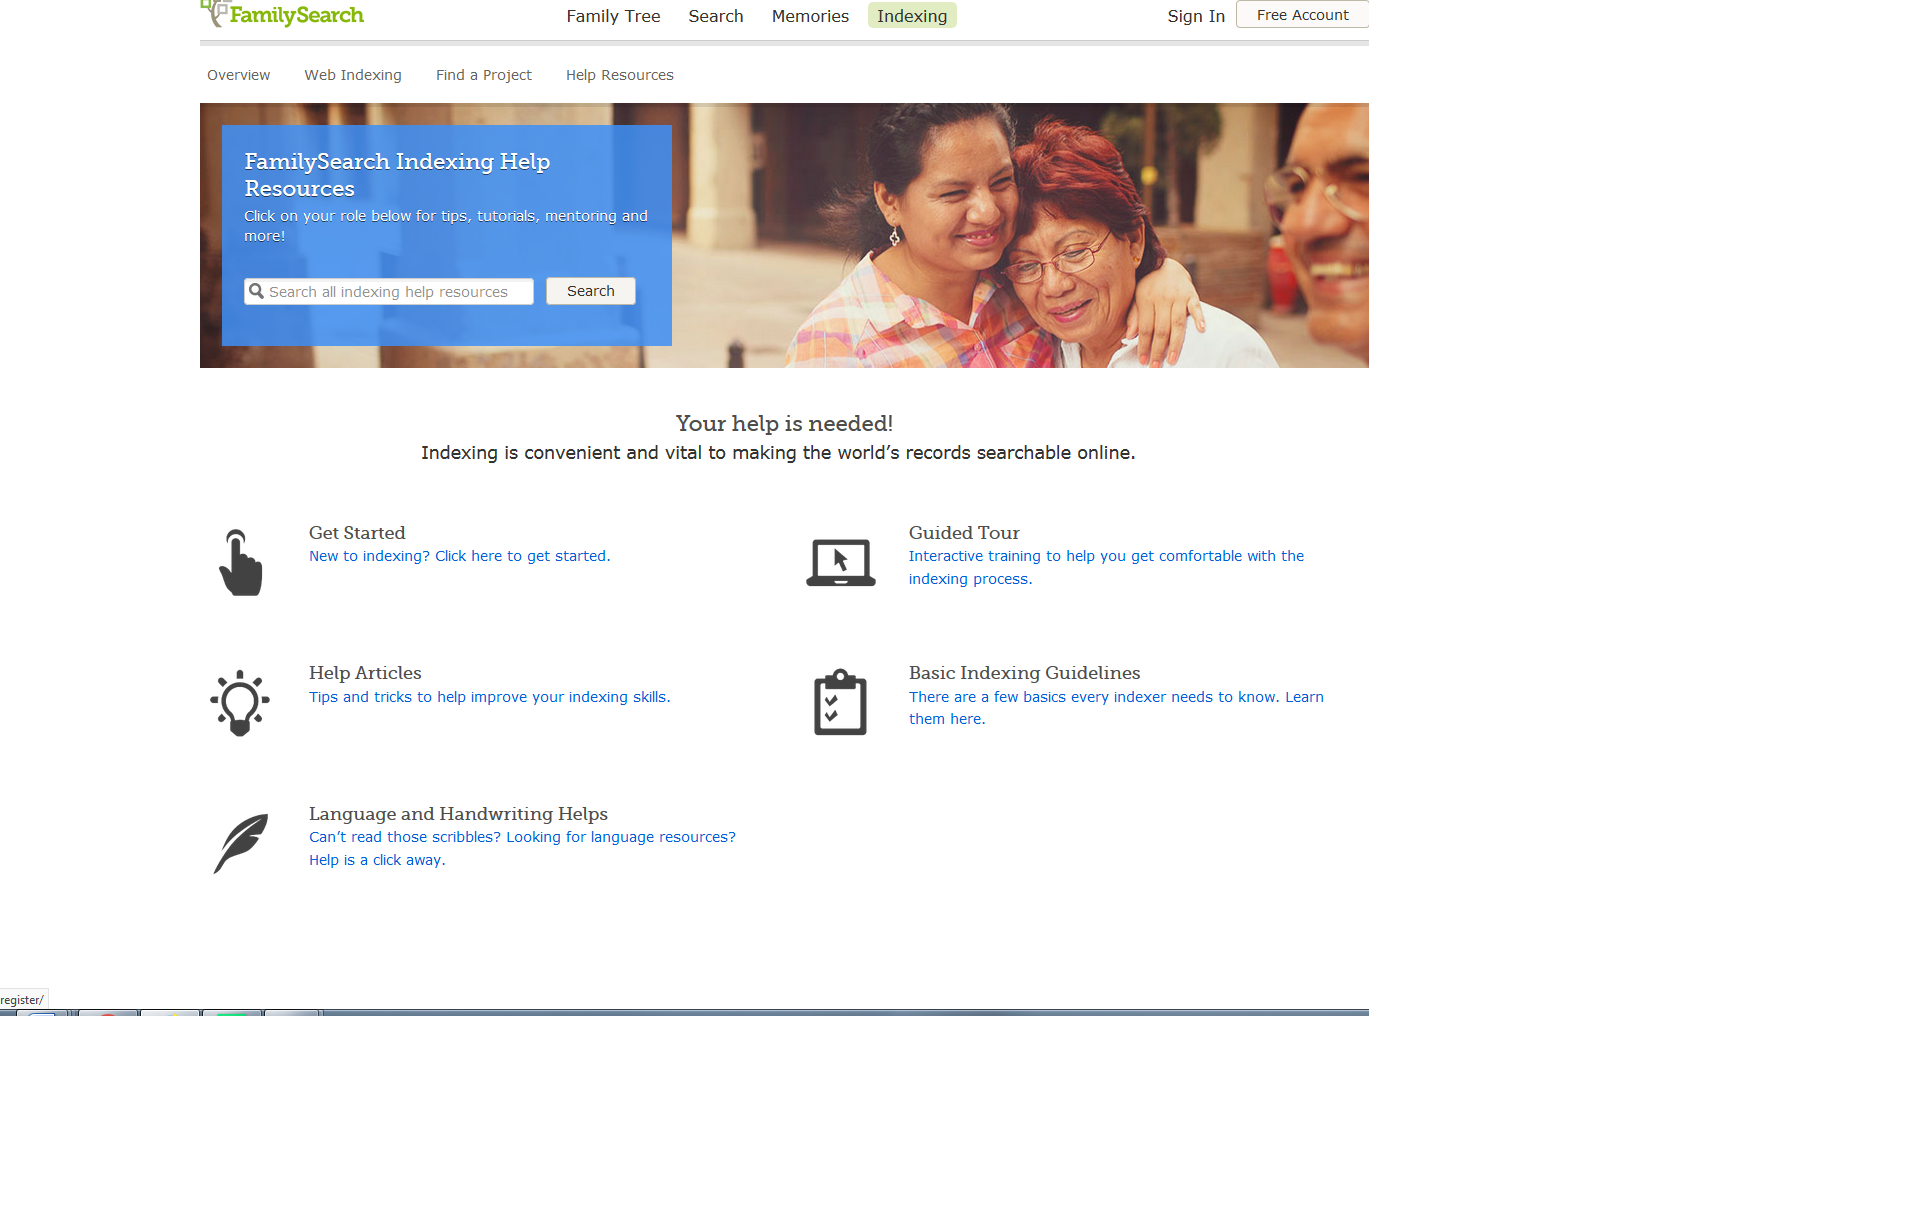 FamilySearch
Family Tree Search Memories Indexing
Sign In Free Account
Overview Web Indexing Find a Project Help Resources
FamilySearch Indexing Help
Resources
Click on your role below for tips, tutorials, mentoring and
more!
Search all indexing help resources Search
Your help is needed!
Indexing is convenient and vital to making the world’s records searchable online.
Get Started
New to indexing? Click here to get started.
Guided Tour
Interactive training to help you get comfortable with the
indexing process.
Help Articles
Tips and tricks to help improve your indexing skills.
Basic Indexing Guidelines
There are a few basics every indexer needs to know. Learn
them here.
Language and Handwriting Helps
Can’t read those scribbles? Looking for language resources?
Help is a click away.
register/